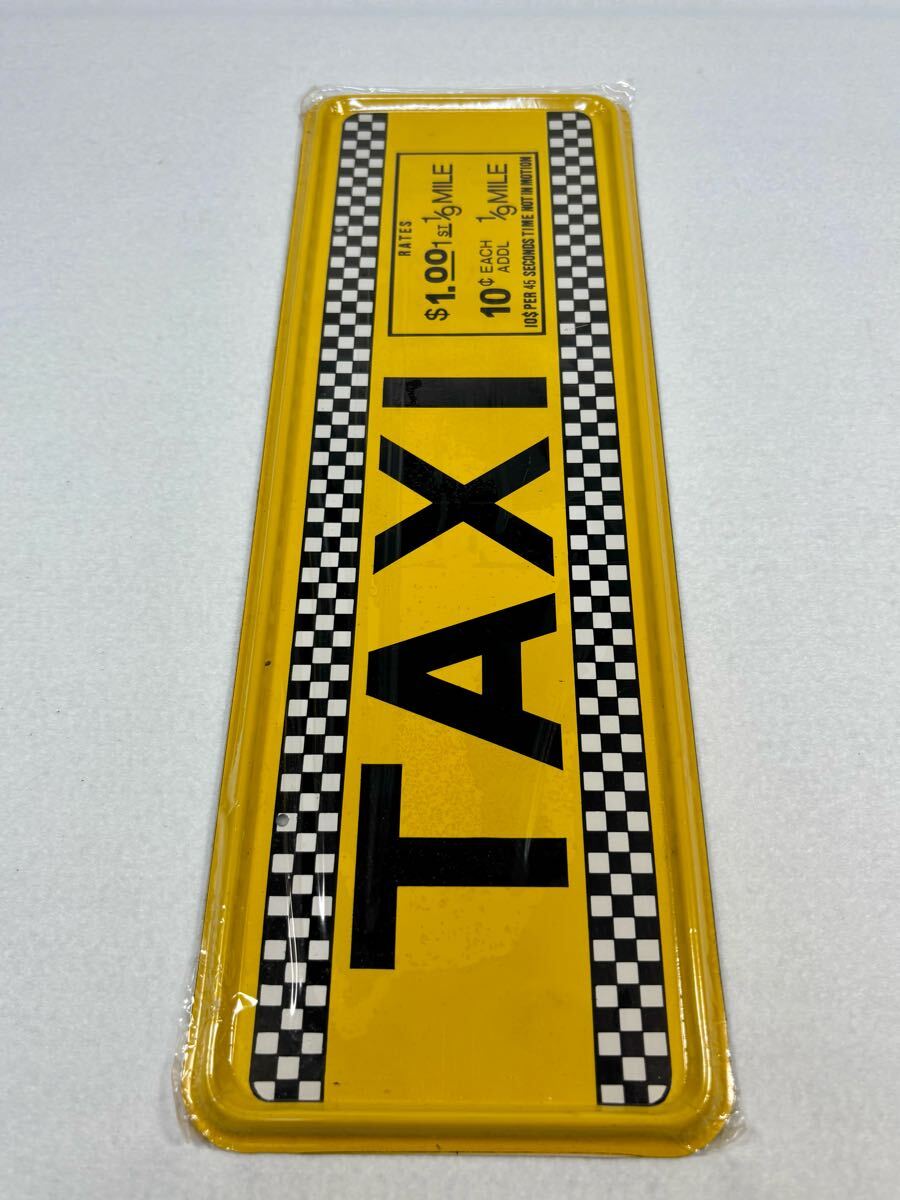 TAXI
RATES
$1.00 1ST 1/9 MILE
10¢ EACH ADDL 1/9 MILE
10$ PER 45 SECONDS TIME NOT IN MOTION